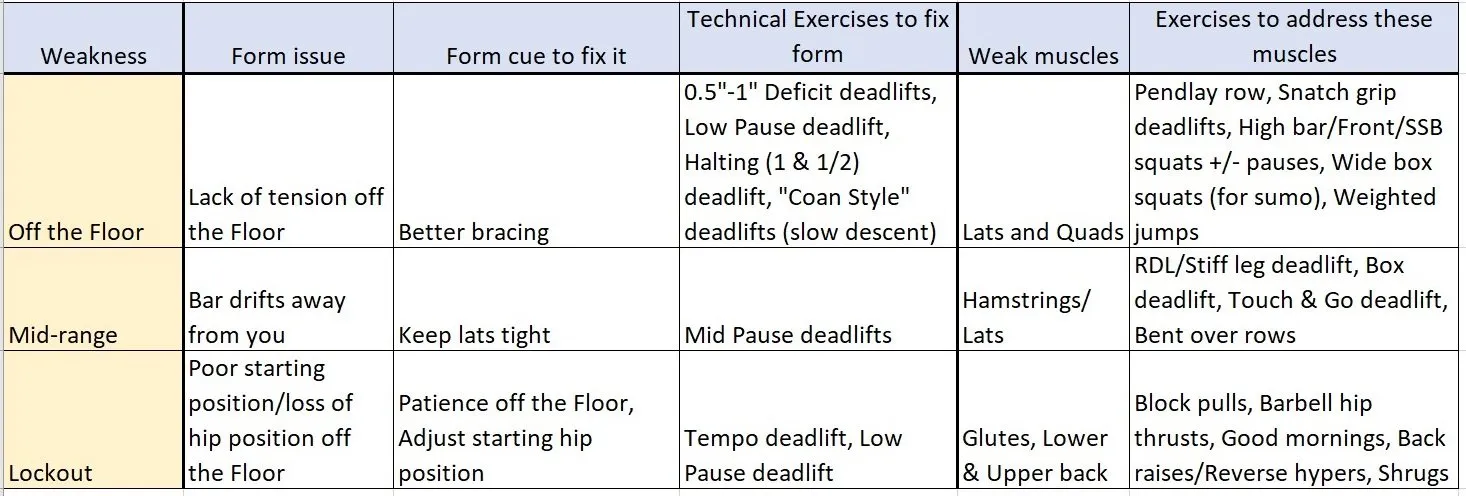 Weakness
Form issue
Form cue to fix it
Technical Exercises to fix
form
Weak muscles
Exercises to address these
muscles
Off the Floor
Lack of tension off
the Floor
Better bracing
0.5"-1" Deficit deadlifts,
Low Pause deadlift,
Halting (1 & 1/2)
deadlift, "Coan Style"
deadlifts (slow descent)
Lats and Quads
Pendlay row, Snatch grip
deadlifts, High bar/Front/SSB
squats +/- pauses, Wide box
squats (for sumo), Weighted
jumps
Mid-range
Bar drifts away
from you
Keep lats tight
Mid Pause deadlifts
Hamstrings/
Lats
RDL/Stiff leg deadlift, Box
deadlift, Touch & Go deadlift,
Bent over rows
Lockout
Poor starting
position/loss of
hip position off
the Floor
Patience off the Floor,
Adjust starting hip
position
Tempo deadlift, Low
Pause deadlift
Glutes, Lower
& Upper back
Block pulls, Barbell hip
thrusts, Good mornings, Back
raises/Reverse hypers, Shrugs